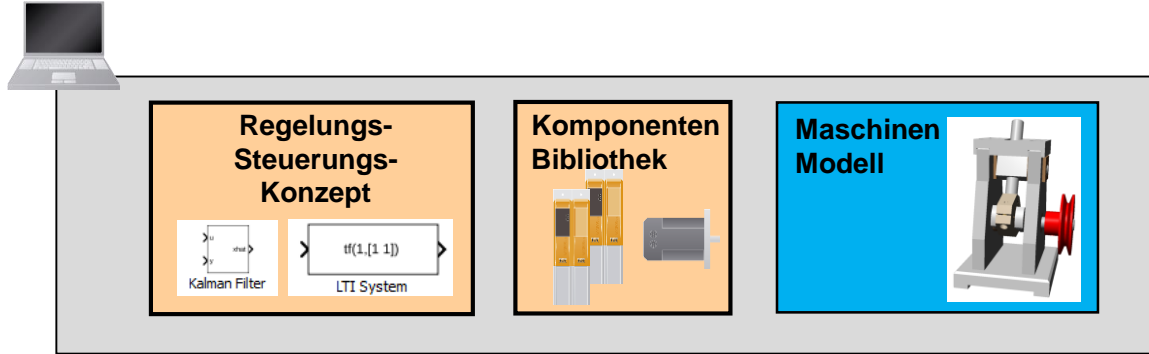 Regelungs-
Steuerungs-
Konzept
u
y
xhat
Kalman Filter
tf(1,[1 1])
LTI System
Komponenten
Bibliothek
Maschinen
Modell